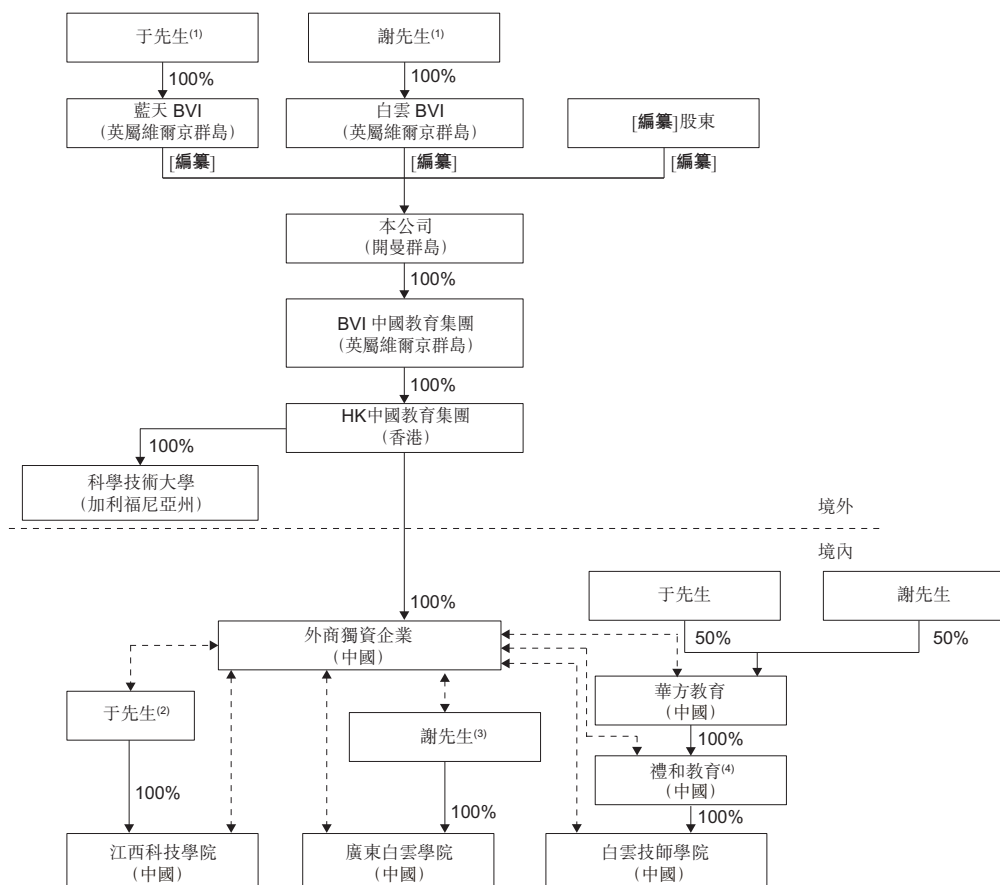 于先生(1)
謝先生(1)
100%
100%
藍天 BVI
(英屬維爾京群島)
白雲 BVI
(英屬維爾京群島)
[編纂]股東
[編纂]
[編纂]
[編纂]
本公司
(開曼群島)
100%
BVI 中國教育集團
(英屬維爾京群島)
100%
HK中國教育集團
(香港)
100%
科學技術大學
(加利福尼亞州)
境外
境內
于先生
謝先生
100%
50%
50%
外商獨資企業
(中國)
華方教育
(中國)
于先生(2)
謝先生(3)
100%
禮和教育(4)
(中國)
100%
100%
100%
江西科技學院
(中國)
廣東白雲學院
(中國)
白雲技師學院
(中國)